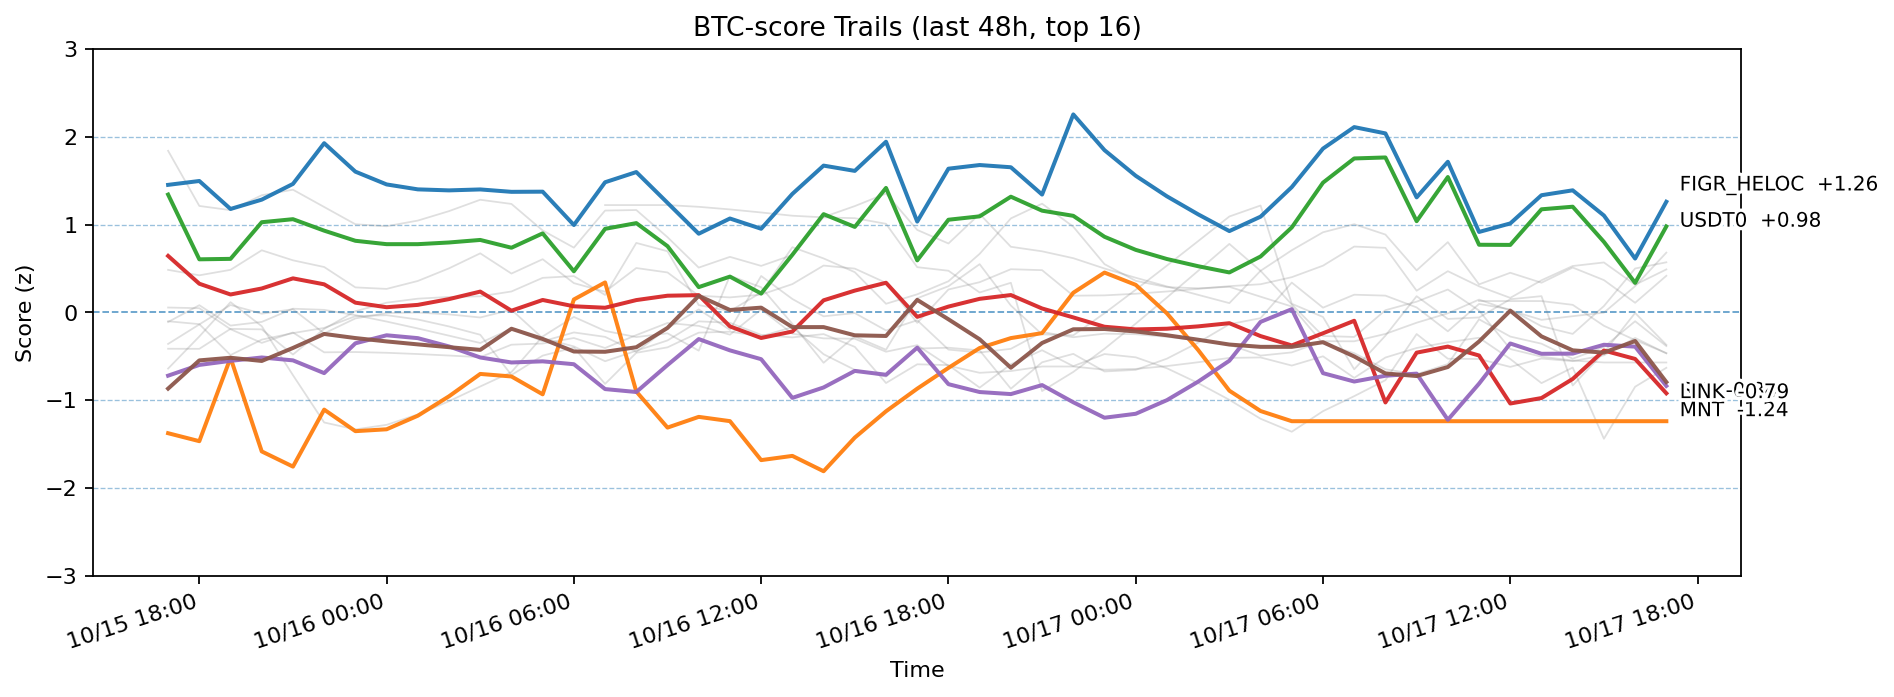 BTC-score Trails (last 48h, top 16)
Score (z)
3
2
1
0
−1
−2
−3
FIGR_HELOC +1.26
USDT0 +0.98
LINK -0.79
MNT -1.24
10/15 18:00
10/16 00:00
10/16 06:00
10/16 12:00
10/16 18:00
10/17 00:00
10/17 06:00
10/17 12:00
10/17 18:00
Time